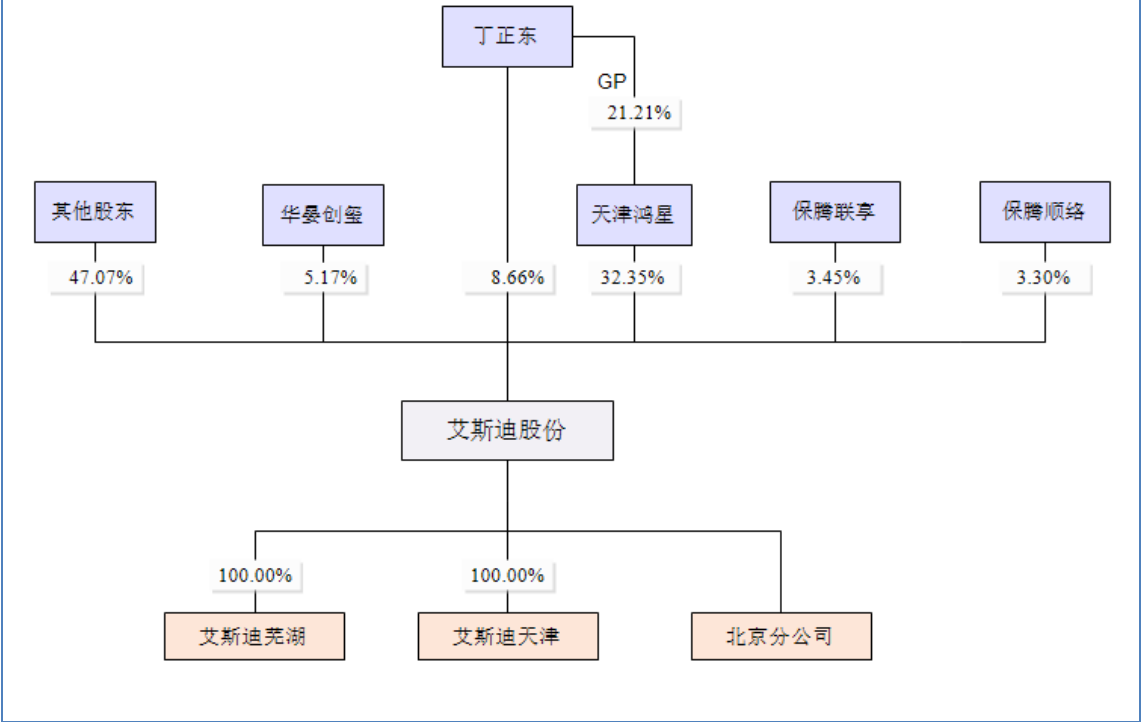 丁正东
GP
21.21%
其他股东
华晏创玺
天津鸿星
保腾联享
保腾顺络
47.07%
5.17%
8.66%
32.35%
3.45%
3.30%
艾斯迪股份
100.00%
100.00%
艾斯迪芜湖
艾斯迪天津
北京分公司